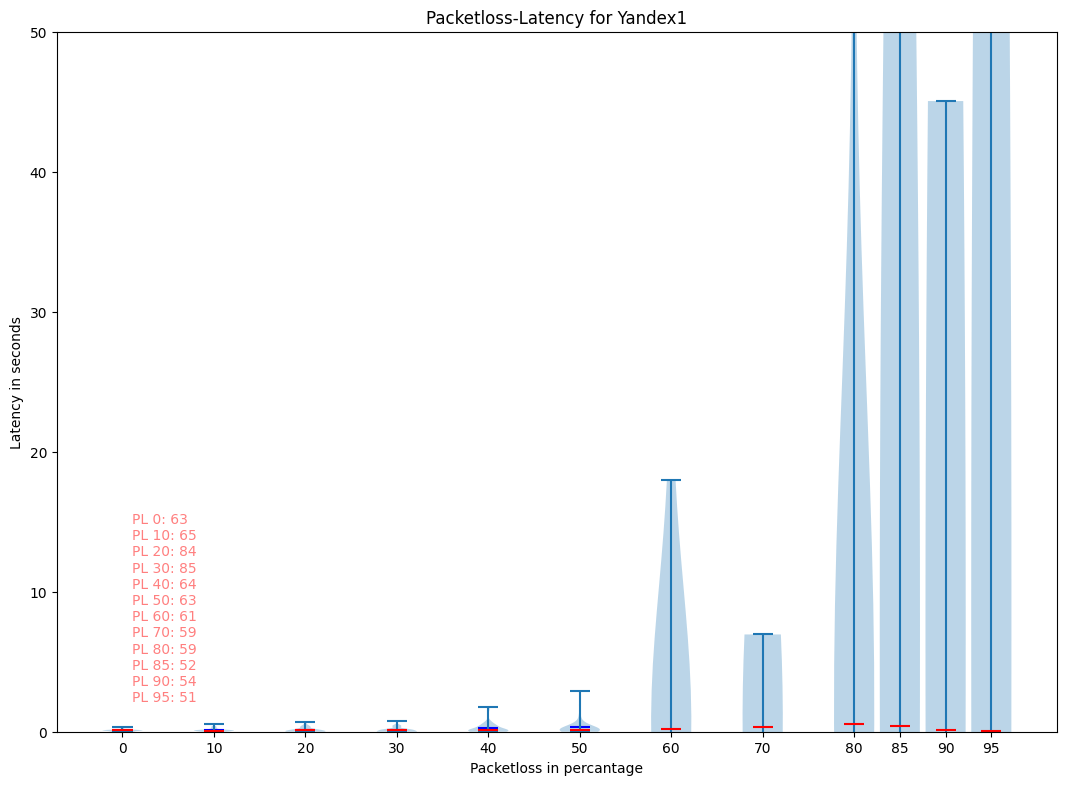 Packetloss-Latency for Yandex1
50
40
30
20
10
0
Latency in seconds
PL 0: 63
PL 10: 65
PL 20: 84
PL 30: 85
PL 40: 64
PL 50: 63
PL 60: 61
PL 70: 59
PL 80: 59
PL 85: 52
PL 90: 54
PL 95: 51
0 10 20 30 40 50 60 70 80 85 90 95
Packetloss in percantage